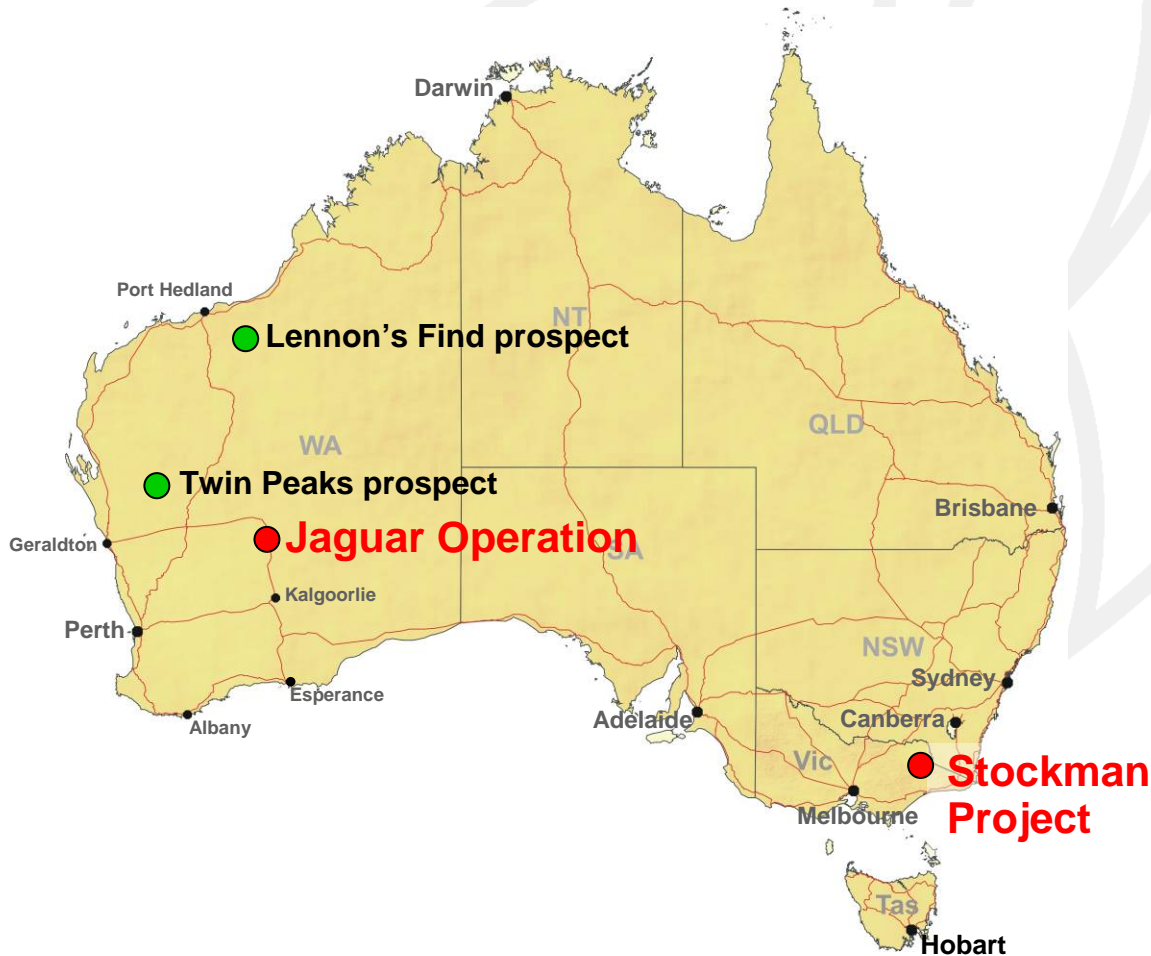 Darwin
Port Hedland
NT
Lennon’s Find prospect
QLD
WA
Twin Peaks prospect
Brisbane
Geraldton
Jaguar Operation
SA
Kalgoorlie
Perth
NSW
Sydney
Esperance
Adelaide
Canberra
Albany
Vic
Stockman
Project
Melbourne
Tas
Hobart